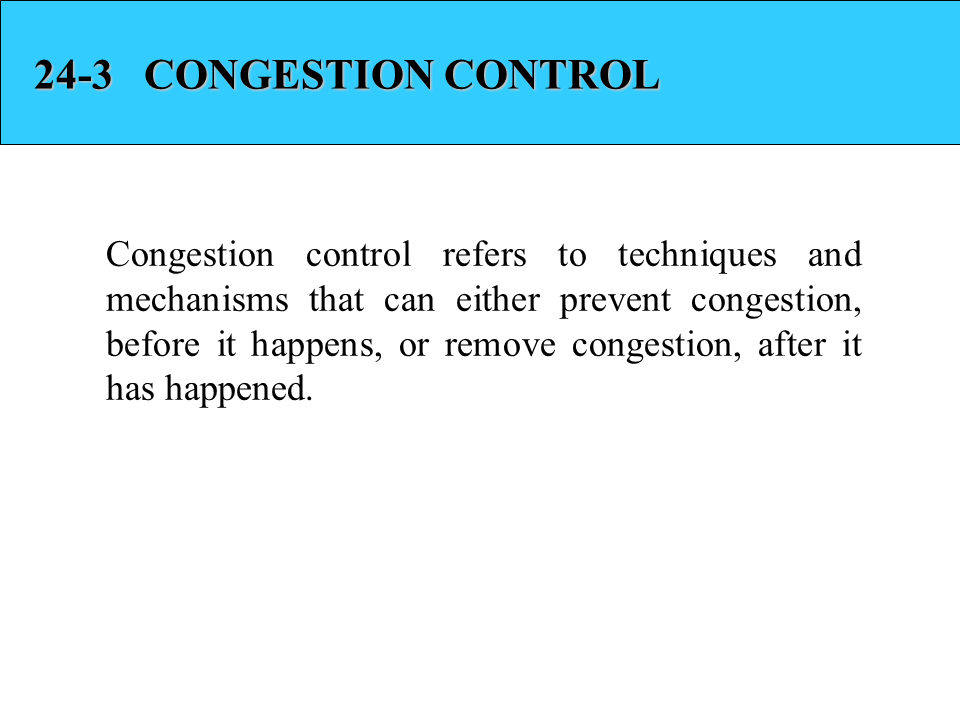 24-3 CONGESTION CONTROL
Congestion control refers to techniques and
mechanisms that can either prevent congestion,
before it happens, or remove congestion, after it
has happened.